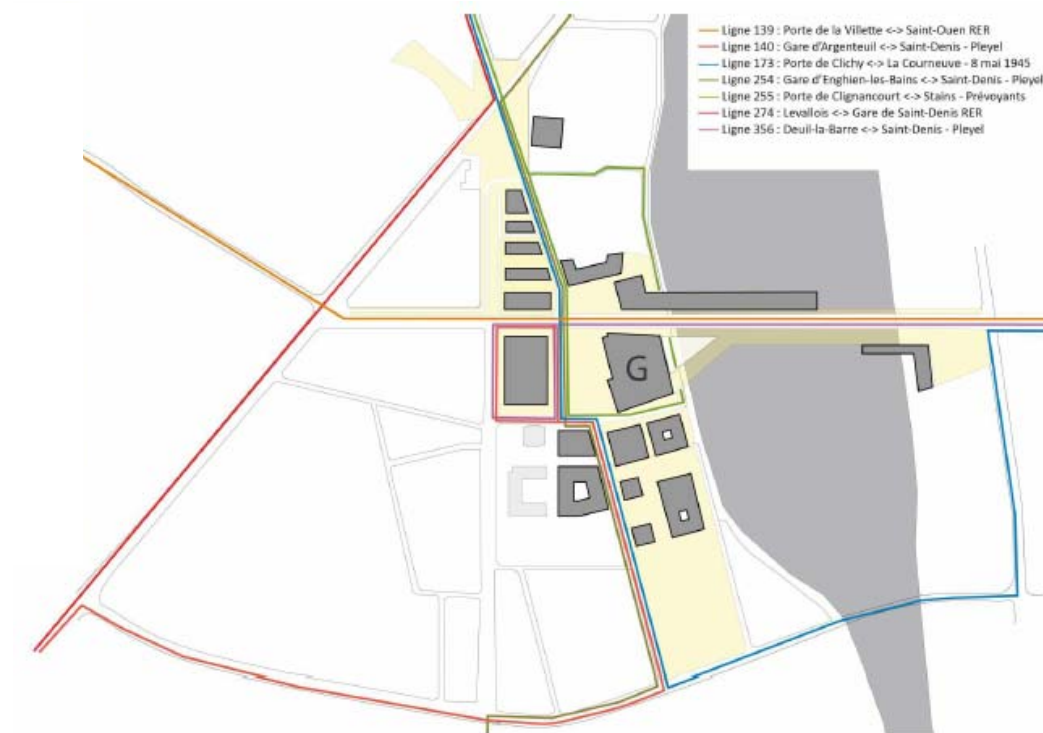 Ligne 139 : Porte de la Villette <-> Saint-Ouen RER
Ligne 140 : Gare d'Argenteuil <-> Saint-Denis - Pleyel
Ligne 173 : Porte de Clichy <-> La Courneuve - 8 mai 1945
Ligne 254 : Gare d'Enghien-les-Bains <-> Saint-Denis - Pleyel
Ligne 255 : Porte de Clignancourt <-> Stains - Prévoyants
Ligne 274 : Levallois <-> Gare de Saint-Denis RER
Ligne 356 : Deuil-la-Barre <-> Saint-Denis - Pleyel
G